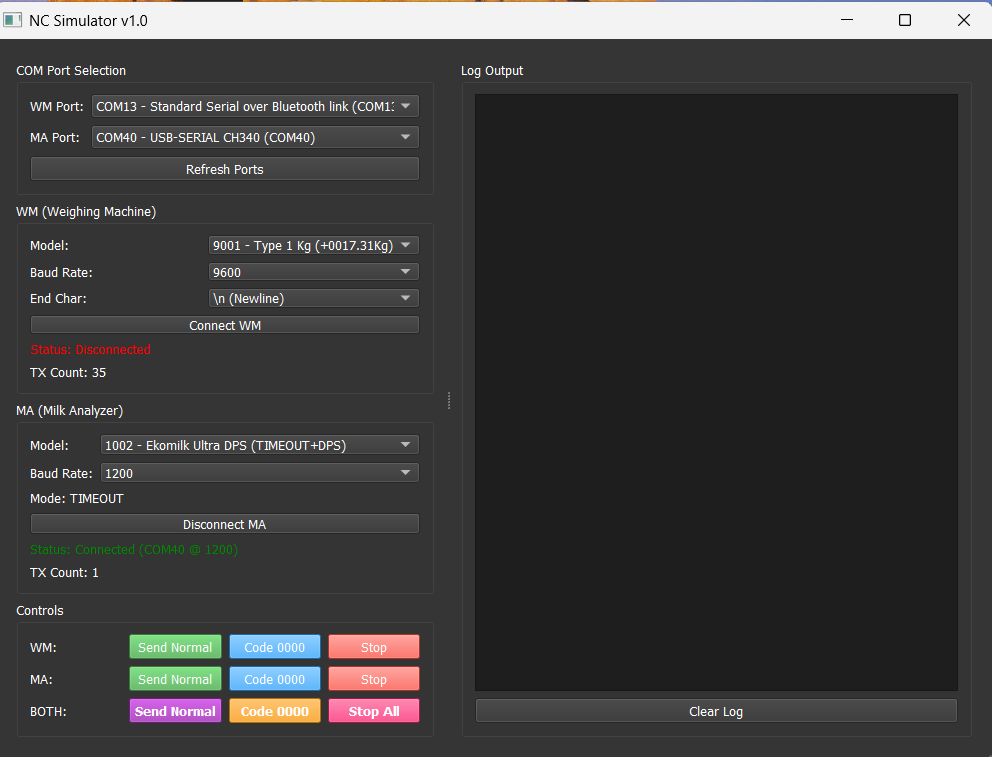 NC Simulator v1.0
COM Port Selection
WM Port: COM13 - Standard Serial over Bluetooth link (COM13
MA Port: COM40 - USB-SERIAL CH340 (COM40)
Refresh Ports
WM (Weighing Machine)
Model: 9001 - Type 1 Kg (+0017.31Kg)
Baud Rate: 9600
End Char: \n (Newline)
Connect WM
Status: Disconnected
TX Count: 35
MA (Milk Analyzer)
Model: 1002 - Ekomilk Ultra DPS (TIMEOUT+DPS)
Baud Rate: 1200
Mode: TIMEOUT
Disconnect MA
Status: Connected (COM40 @ 1200)
TX Count: 1
Controls
WM: Send Normal Code 0000 Stop
MA: Send Normal Code 0000 Stop
BOTH: Send Normal Code 0000 Stop All
Log Output
Clear Log